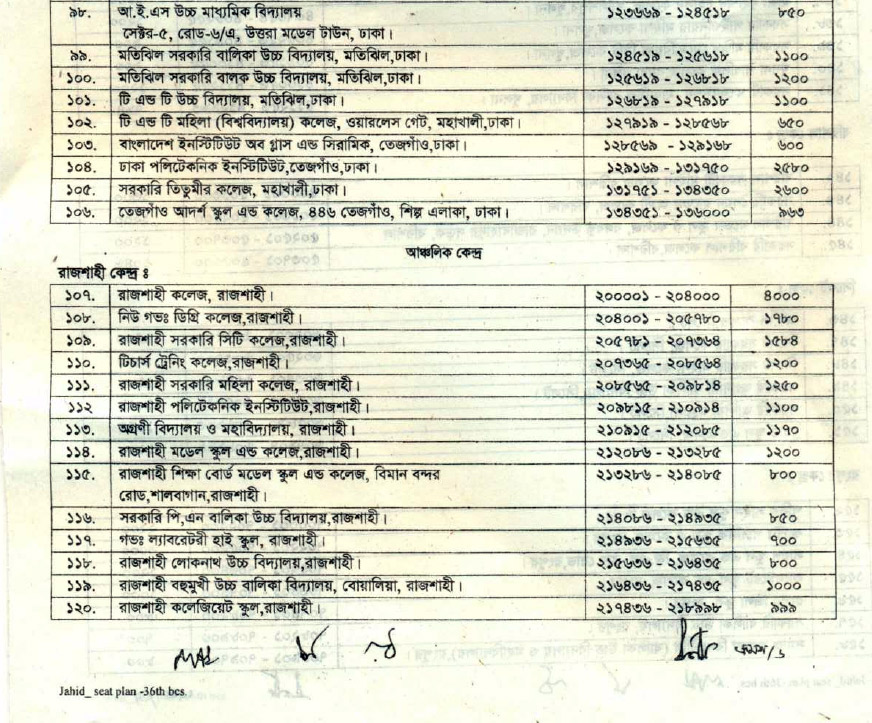 ৯৮. আ.ই.এস উচ্চ মাধ্যমিক বিদ্যালয় ১২৩৬৬৯ - ১২৪৫১৮ ৮৫০
সেক্টর-৫, রোড-৬/এ, উত্তরা মডেল টাউন, ঢাকা।
৯৯. মতিঝিল সরকারি বালিকা উচ্চ বিদ্যালয়, মতিঝিল,ঢাকা। ১২৪৫১৯ - ১২৫৬১৮ ১১০০
১০০. মতিঝিল সরকারি বালক উচ্চ বিদ্যালয়, মতিঝিল,ঢাকা। ১২৫৬১৯ - ১২৬৮১৮ ১২০০
১০১. টি এন্ড টি উচ্চ বিদ্যালয়, মতিঝিল,ঢাকা। ১২৬৮১৯ - ১২৭৯১৮ ১১০০
১০২. টি এন্ড টি মহিলা (বিশ্ববিদ্যালয়) কলেজ, ওয়ারলেস গেট, মহাখালী,ঢাকা। ১২৭৯১৯ - ১২৮৫৬৮ ৬৫০
১০৩. বাংলাদেশ ইনস্টিটিউট অব গ্লাস এন্ড সিরামিক, তেজগাঁও,ঢাকা। ১২৮৫৬৯ - ১২৯১৬৮ ৬০০
১০৪. ঢাকা পলিটেকনিক ইনস্টিটিউট,তেজগাঁও,ঢাকা। ১২৯১৬৯ - ১৩১৭৫০ ২৫৮০
১০৫. সরকারি তিতুমীর কলেজ, মহাখালী,ঢাকা। ১৩১৭৫১ - ১৩৪৩৫০ ২৬০০
১০৬. তেজগাঁও আদর্শ স্কুল এন্ড কলেজ, ৪৪৬ তেজগাঁও, শিল্প এলাকা, ঢাকা। ১৩৪৩৫১ - ১৩৬০০০ ৯৬৩
আঞ্চলিক কেন্দ্র
রাজশাহী কেন্দ্র ঃ
১০৭. রাজশাহী কলেজ, রাজশাহী। ২০০০০১ - ২০৪০০০ ৪০০০
১০৮. নিউ গভঃ ডিগ্রি কলেজ,রাজশাহী। ২০৪০০১ - ২০৫৭৮০ ১৭৮০
১০৯. রাজশাহী সরকারি সিটি কলেজ,রাজশাহী। ২০৫৭৮১ - ২০৭৩৬৪ ১৫৮৪
১১০. টিচার্স ট্রেনিং কলেজ,রাজশাহী। ২০৭৩৬৫ - ২০৮৫৬৪ ১২০০
১১১. রাজশাহী সরকারি মহিলা কলেজ, রাজশাহী। ২০৮৫৬৫ - ২০৯৮১৪ ১২৫০
১১২ রাজশাহী পলিটেকনিক ইনস্টিটিউট,রাজশাহী। ২০৯৮১৫ - ২১০৯১৪ ১১০০
১১৩. অগ্রণী বিদ্যালয় ও মহাবিদ্যালয়, রাজশাহী। ২১০৯১৫ - ২১২০৮৫ ১১৭০
১১৪. রাজশাহী মডেল স্কুল এন্ড কলেজ,রাজশাহী। ২১২০৮৬ - ২১৩২৮৫ ১২০০
১১৫. রাজশাহী শিক্ষা বোর্ড মডেল স্কুল এন্ড কলেজ, বিমান বন্দর ২১৩২৮৬ - ২১৪০৮৫ ৮০০
রোড,শালবাগান,রাজশাহী।
১১৬. সরকারি পি,এন বালিকা উচ্চ বিদ্যালয়,রাজশাহী। ২১৪০৮৬ - ২১৪৯৩৫ ৮৫০
১১৭. গভঃ ল্যাবরেটরী হাই স্কুল, রাজশাহী। ২১৪৯৩৬ - ২১৫৬৩৫ ৭০০
১১৮. রাজশাহী লোকনাথ উচ্চ বিদ্যালয়,রাজশাহী। ২১৫৬৩৬ - ২১৬৪৩৫ ৮০০
১১৯. রাজশাহী বহুমুখী উচ্চ বালিকা বিদ্যালয়, বোয়ালিয়া, রাজশাহী। ২১৬৪৩৬ - ২১৭৪৩৫ ১০০০
১২০. রাজশাহী কলেজিয়েট স্কুল,রাজশাহী। ২১৭৪৩৬ - ২১৮৯৯৮ ৯৯৯
Jahid_ seat plan -36th bcs.